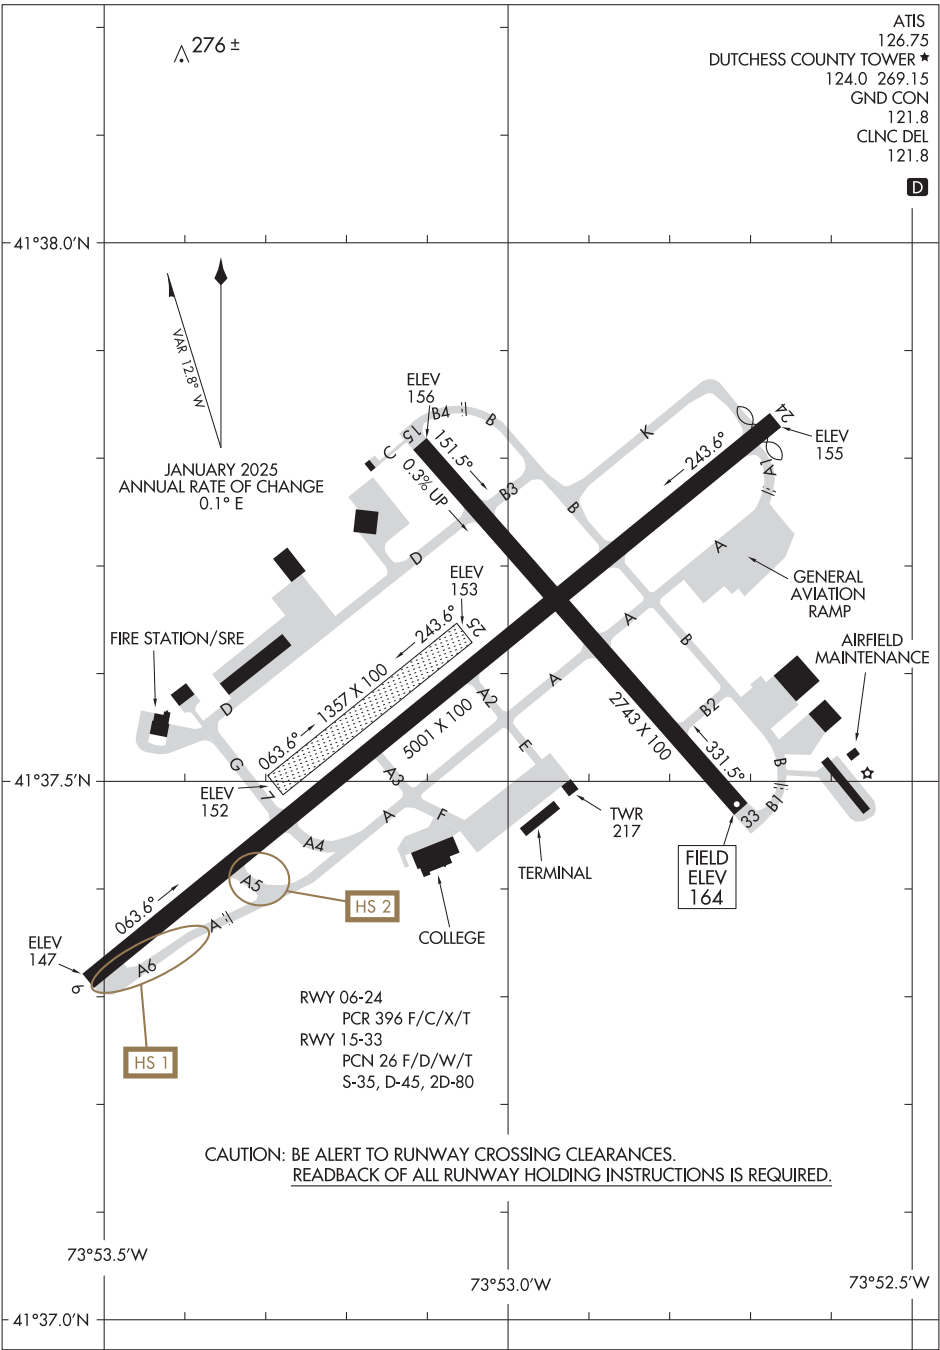 276 ±
ATIS
126.75
DUTCHESS COUNTY TOWER ★
124.0 269.15
GND CON
121.8
CLNC DEL
121.8
D
41°38.0'N
VAR 12.8° W
JANUARY 2025
ANNUAL RATE OF CHANGE
0.1° E
ELEV
156
15
B4
B
C
151.5°
0.3% UP
B3
B
K
24
243.6°
ELEV
155
A1
D
A
GENERAL
AVIATION
RAMP
ELEV
153
25
243.6°
1357 X 100
063.6°
7
ELEV
152
FIRE STATION/SRE
D
G
A
B
AIRFIELD
MAINTENANCE
A2
A
E
5001 X 100
2743 X 100
B2
331.5°
B
B1
33
41°37.5'N
A3
A
F
A4
TWR
217
TERMINAL
FIELD
ELEV
164
COLLEGE
A5
HS 2
063.6°
A
A6
ELEV
147
6
HS 1
RWY 06-24
PCR 396 F/C/X/T
RWY 15-33
PCN 26 F/D/W/T
S-35, D-45, 2D-80
CAUTION: BE ALERT TO RUNWAY CROSSING CLEARANCES.
READBACK OF ALL RUNWAY HOLDING INSTRUCTIONS IS REQUIRED.
73°53.5'W
73°53.0'W
73°52.5'W
41°37.0'N